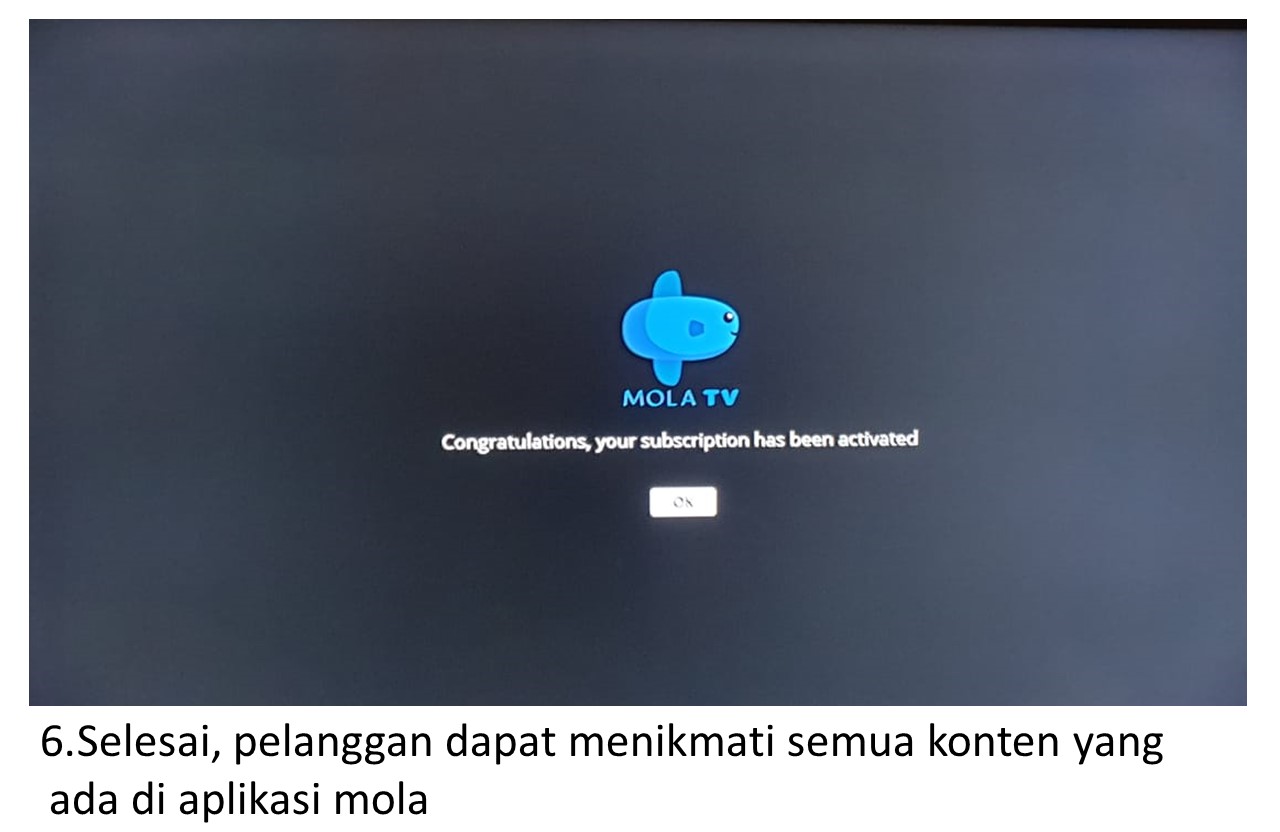 MOLA TV
Congratulations, your subscription has been activated
OK
6.Selesai, pelanggan dapat menikmati semua konten yang
ada di aplikasi mola